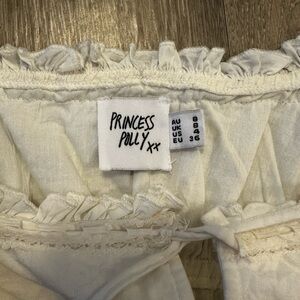 PRINCESS
POLLY xx
AU 8
UK 8
US 4
EU 36